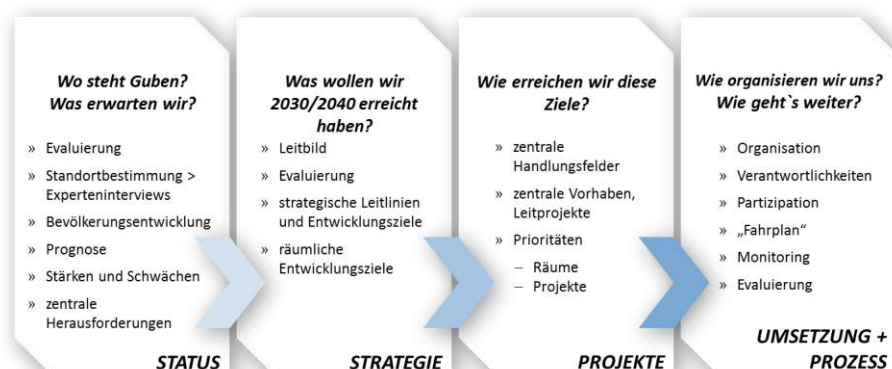 Wo steht Guben?
Was erwarten wir?
» Evaluierung
» Standortbestimmung >
Experteninterviews
» Bevölkerungsentwicklung
» Prognose
» Stärken und Schwächen
» zentrale
Herausforderungen
STATUS
Was wollen wir
2030/2040 erreicht
haben?
» Leitbild
» Evaluierung
» strategische Leitlinien
und Entwicklungsziele
» räumliche
Entwicklungsziele
STRATEGIE
Wie erreichen wir diese
Ziele?
» zentrale
Handlungsfelder
» zentrale Vorhaben,
Leitprojekte
» Prioritäten
– Räume
– Projekte
PROJEKTE
Wie organisieren wir uns?
Wie geht`s weiter?
» Organisation
» Verantwortlichkeiten
» Partizipation
» „Fahrplan“
» Monitoring
» Evaluierung
UMSETZUNG +
PROZESS